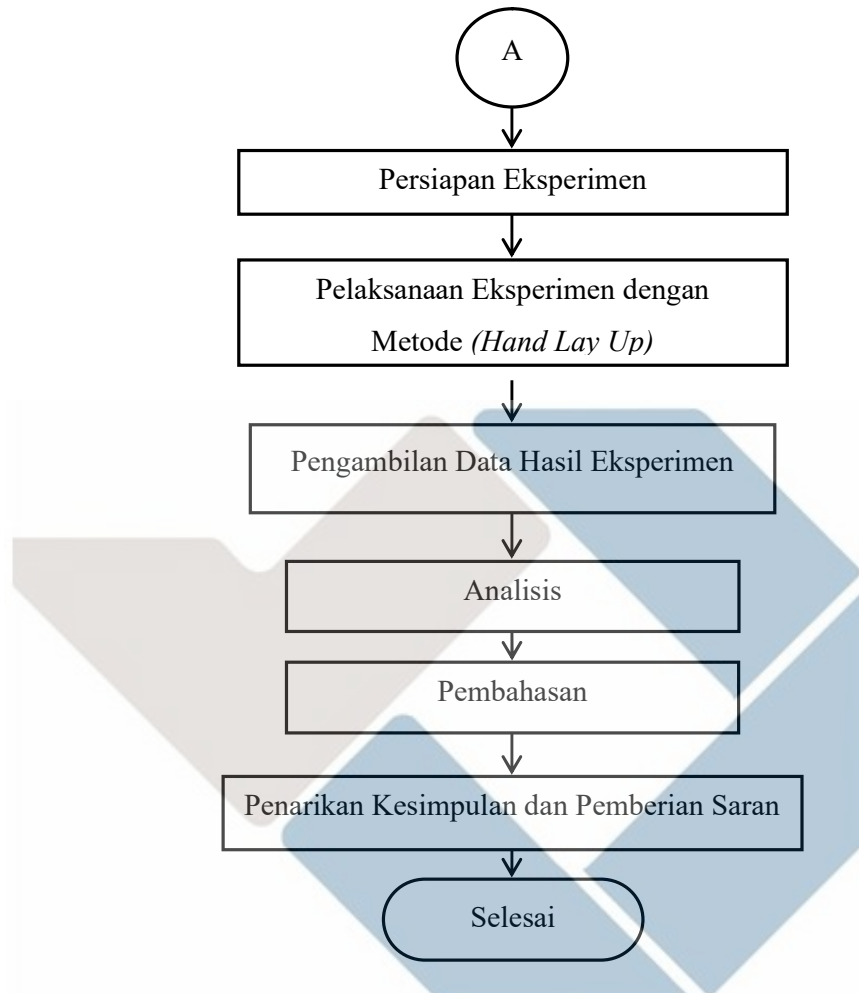 A
Persiapan Eksperimen
Pelaksanaan Eksperimen dengan
Metode (Hand Lay Up)
Pengambilan Data Hasil Eksperimen
Analisis
Pembahasan
Penarikan Kesimpulan dan Pemberian Saran
Selesai